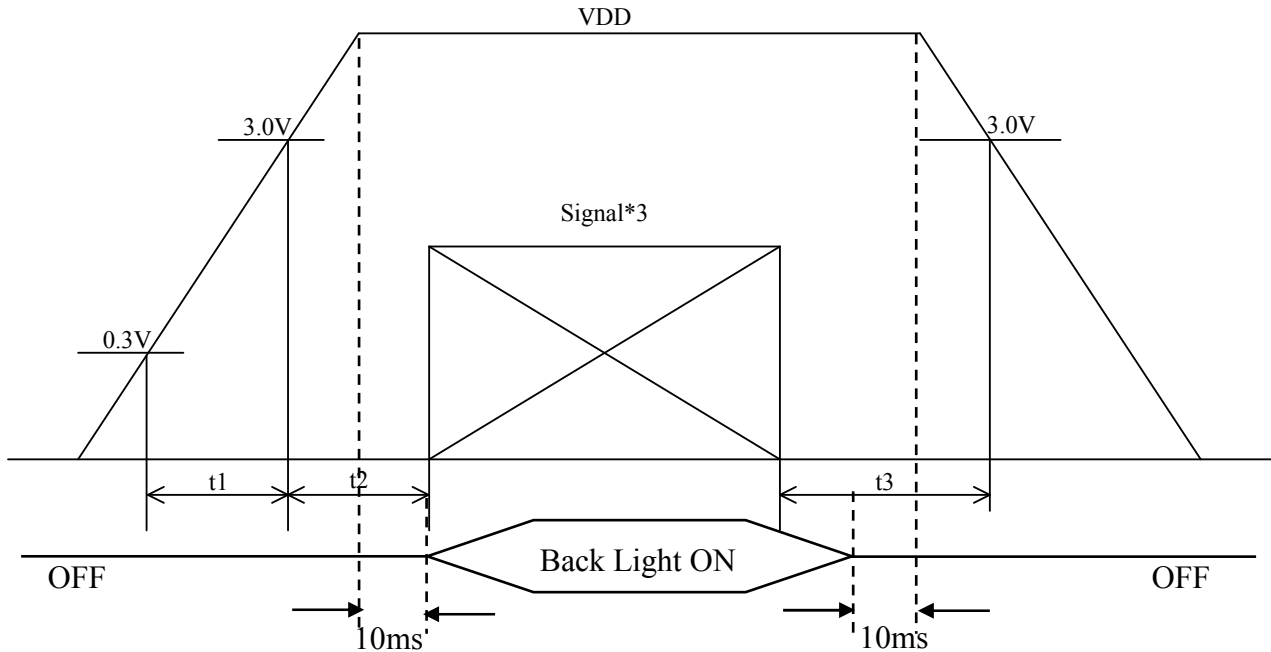 VDD
3.0V
3.0V
Signal*3
0.3V
t1
t2
t3
Back Light ON
OFF
OFF
10ms
10ms